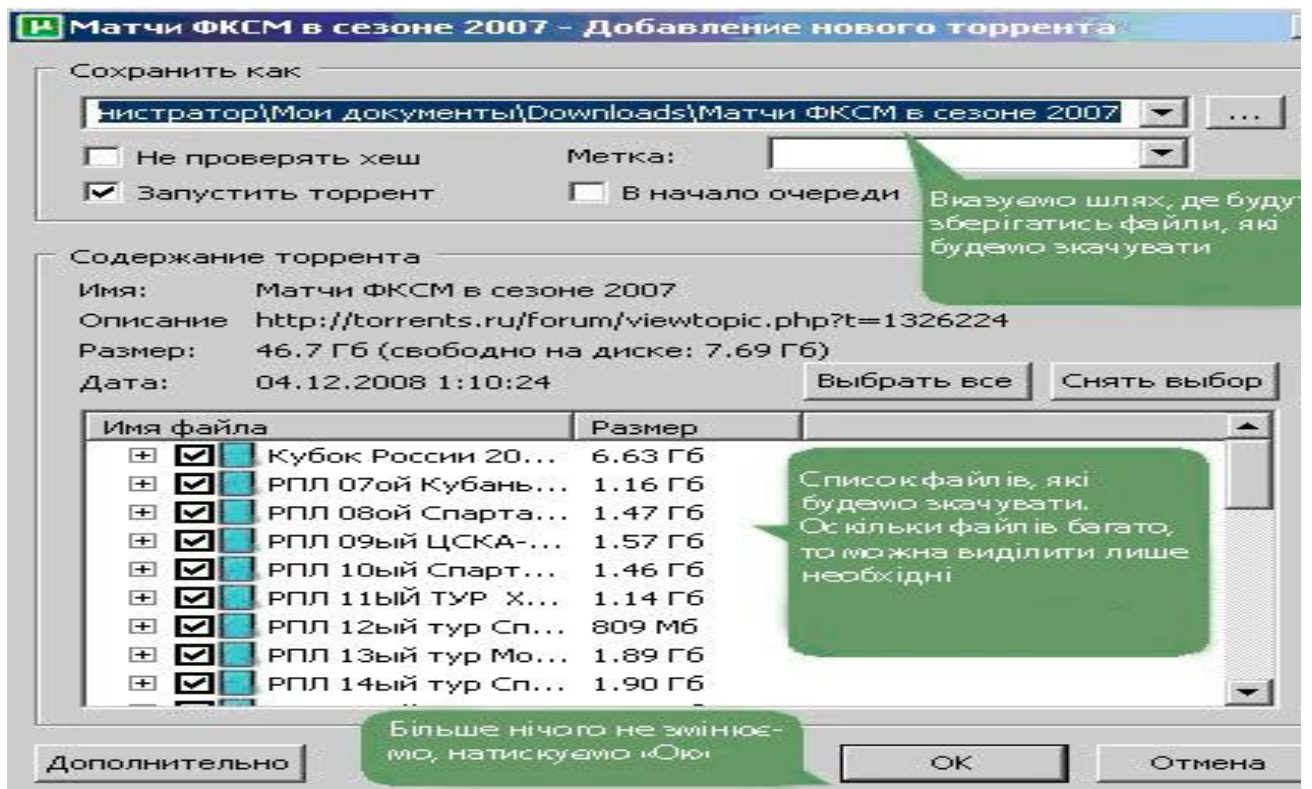 Матчи ФКСМ в сезоне 2007 - Добавление нового торрента
Сохранить как
нистратор\Мои документы\Downloads\Матчи ФКСМ в сезоне 2007
...
Не проверять хеш
Метка:
Запустить торрент
В начало очереди
Вказуємо шлях, де будут
зберігатись файли, які
будемо зкачувати
Содержание торрента
Имя: Матчи ФКСМ в сезоне 2007
Описание http://torrents.ru/forum/viewtopic.php?t=1326224
Размер: 46.7 Гб (свободно на диске: 7.69 Гб)
Дата: 04.12.2008 1:10:24
Выбрать все
Снять выбор
Имя файла Размер
Кубок России 20... 6.63 Гб
РПЛ 07ой Кубань... 1.16 Гб
РПЛ 08ой Спарта... 1.47 Гб
РПЛ 09ый ЦСКА-... 1.57 Гб
РПЛ 10ый Спарт... 1.46 Гб
РПЛ 11ЫЙ ТУР Х... 1.14 Гб
РПЛ 12ый тур Сп... 809 Мб
РПЛ 13ый тур Мо... 1.89 Гб
РПЛ 14ый тур Сп... 1.90 Гб
Список файлів, які
будемо зкачувати.
Оскільки файлів багато,
то можна виділити лише
необхідні
Більше нічого не змінює-
мо, натискуємо «Ок»
Дополнительно
OK
Отмена